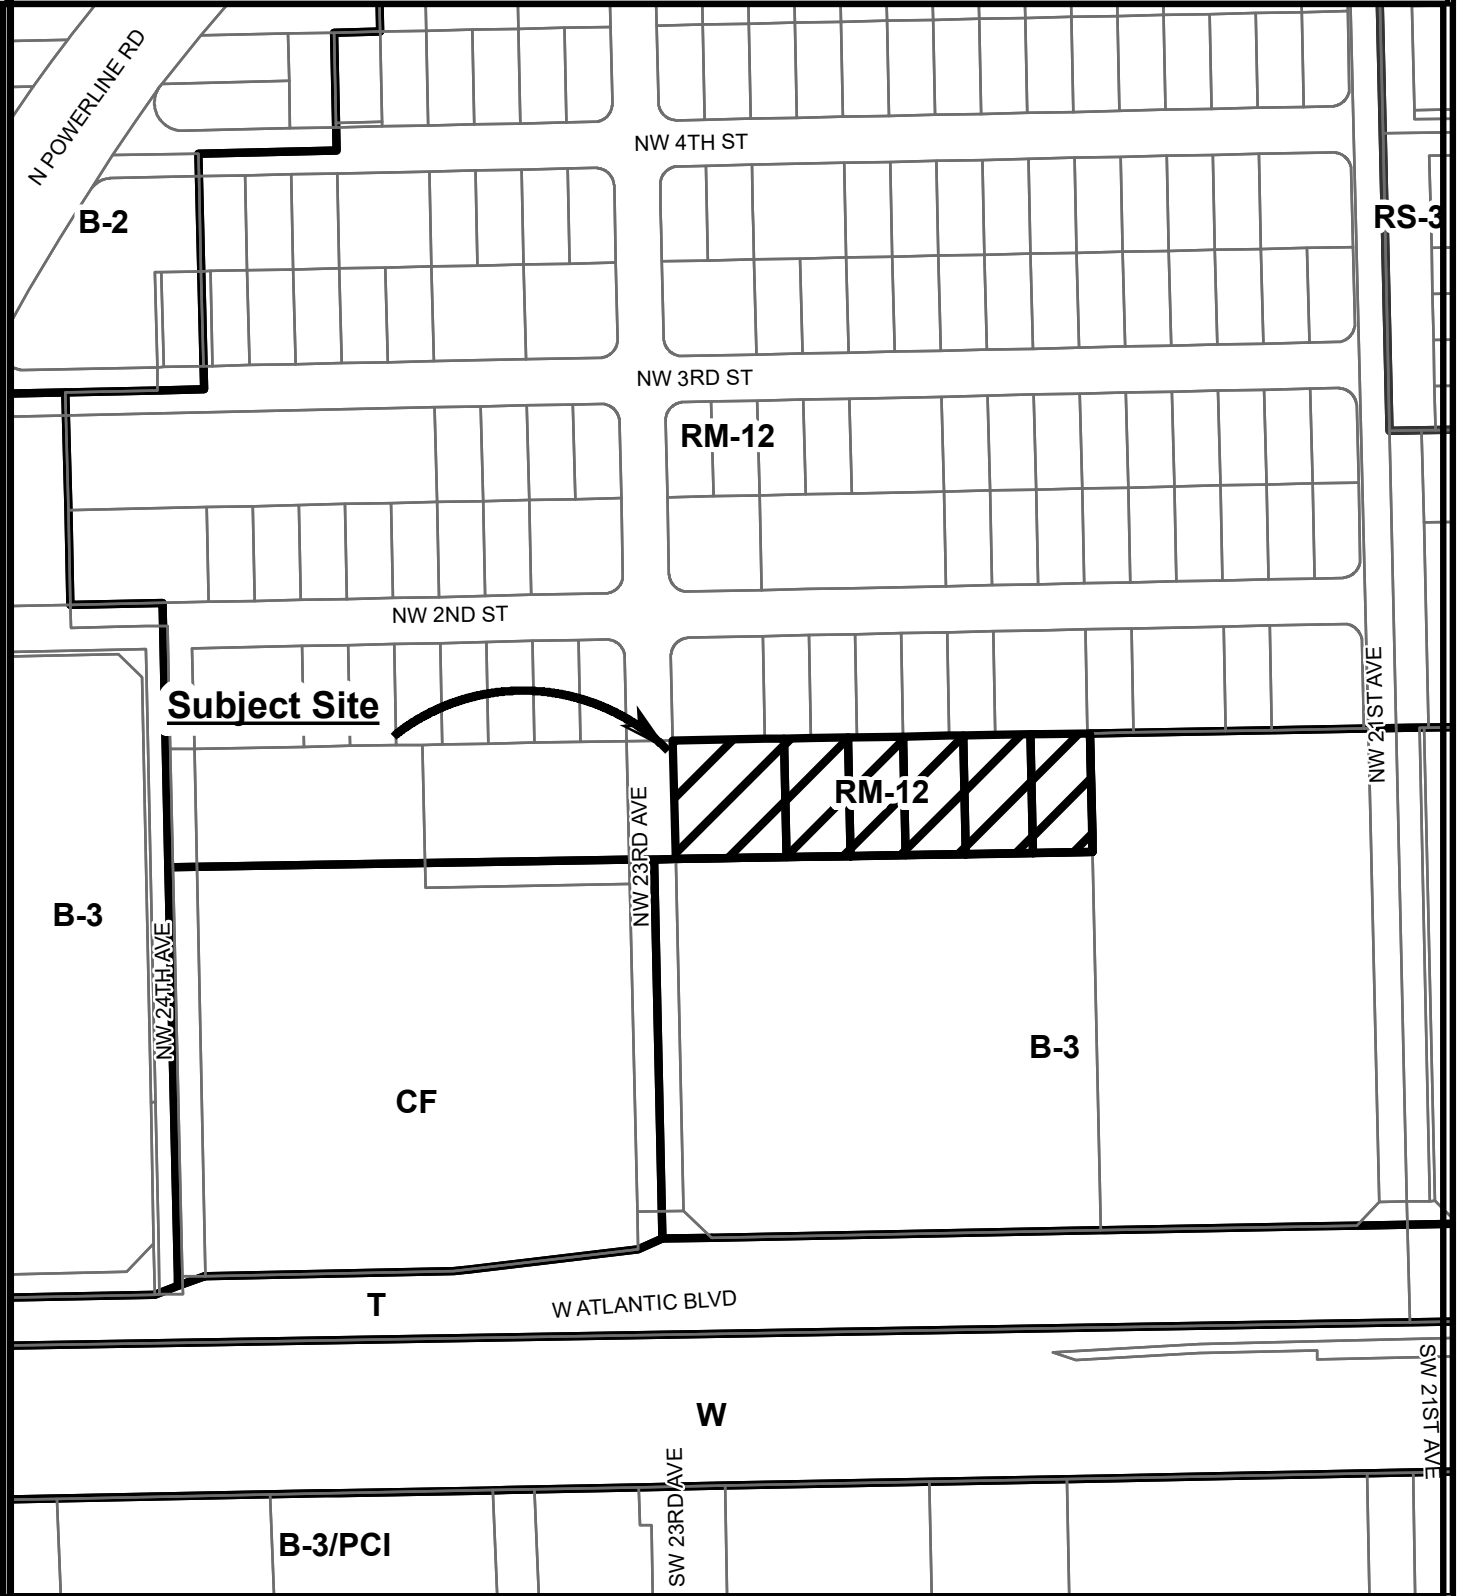 N POWERLINE RD
NW 4TH ST
B-2
RS-3
NW 3RD ST
RM-12
NW 2ND ST
Subject Site
NW 21ST AVE
RM-12
NW 23RD AVE
B-3
NW 24TH AVE
B-3
CF
T
W ATLANTIC BLVD
SW 21ST AVE
W
SW 23RD AVE
B-3/PCI